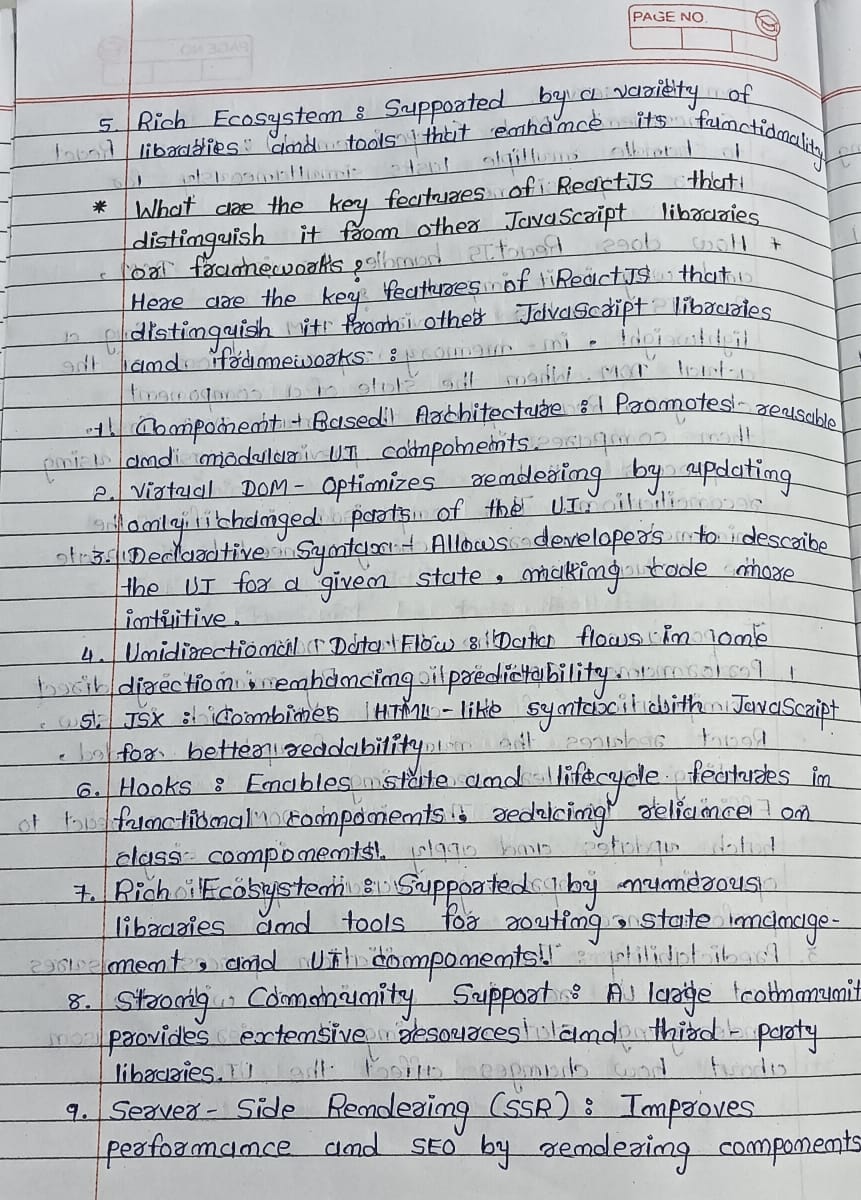 PAGE NO.
5. Rich Ecosystem : Supported by a variety of
libraries and tools that enhance its functionality
* What are the key features of ReactJS that
distinguish it from other JavaScript libraries
or frameworks ?
Here are the key features of ReactJS that
distinguish it from other JavaScript libraries
and frameworks :
1. Component - Based Architecture : Promotes reusable
and modular UI components.
2. Virtual DOM - Optimizes rendering by updating
only changed parts of the UI.
3. Declarative Syntax - Allows developers to describe
the UI for a given state, making code more
intuitive.
4. Unidirectional Data Flow : Data flows in one
direction, enhancing predictability.
5. JSX : Combines HTML - like syntax with JavaScript
for better readability.
6. Hooks : Enables state and lifecycle features in
functional components, reducing reliance on
class components.
7. Rich Ecosystem : Supported by numerous
libraries and tools for routing, state manage-
ment, and UI components.
8. Strong Community Support : A large communit
provides extensive resources and third - party
libraries.
9. Server - Side Rendering (SSR) : Improves
performance and SEO by rendering components